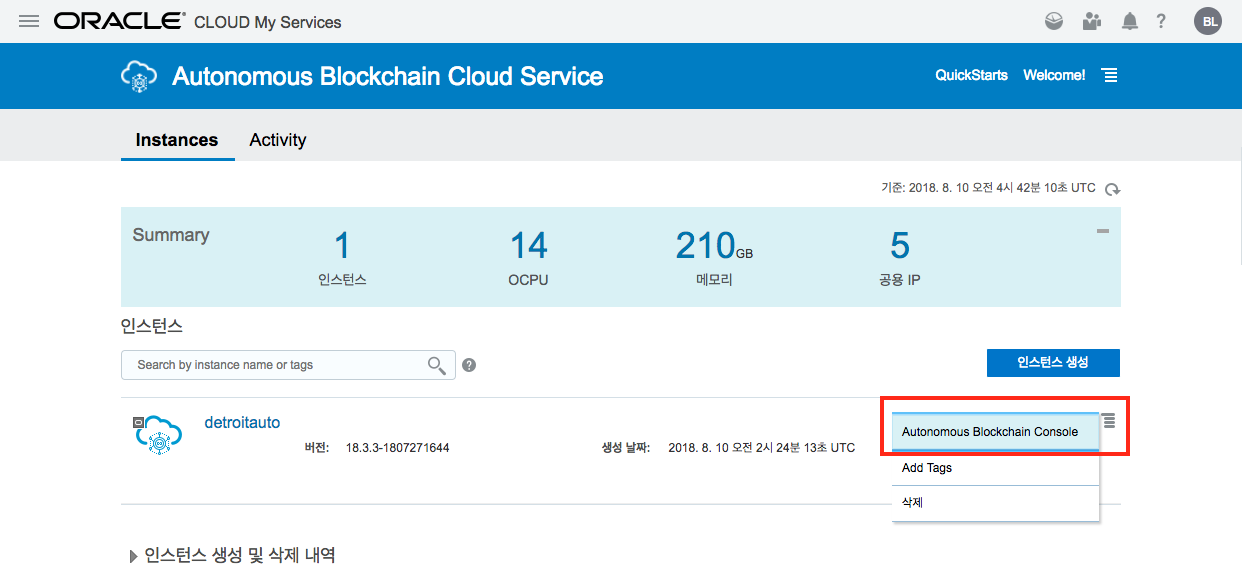 ORACLE® CLOUD My Services
? BL
Autonomous Blockchain Cloud Service
QuickStarts Welcome!
Instances Activity
기준: 2018. 8. 10 오전 4시 42분 10초 UTC
Summary
1 14 210GB 5
인스턴스 OCPU 메모리 공용 IP
인스턴스
Search by instance name or tags ?
인스턴스 생성
detroitauto
Autonomous Blockchain Console
버전: 18.3.3-1807271644 생성 날짜: 2018. 8. 10 오전 2시 24분 13초 UTC
Add Tags
삭제
인스턴스 생성 및 삭제 내역